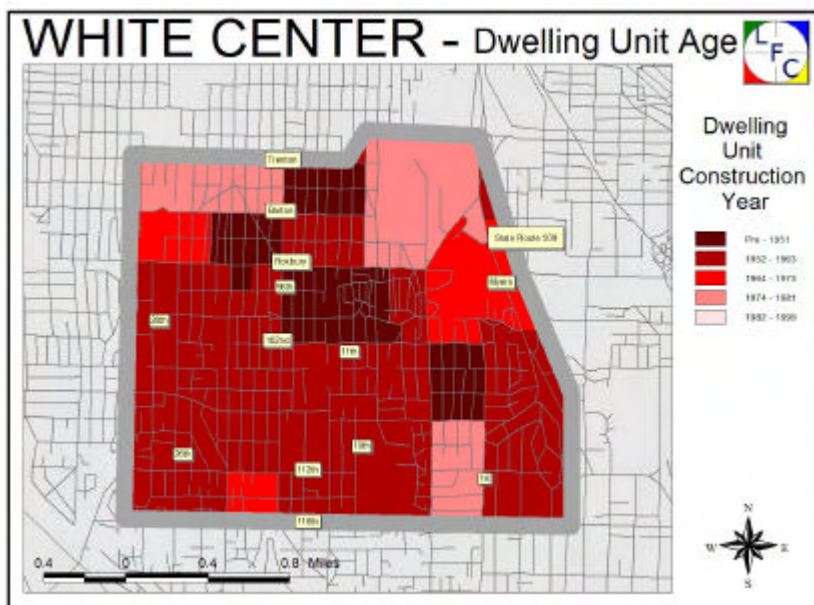 WHITE CENTER - Dwelling Unit Age
L
F
C
Dwelling
Unit
Construction
Year
Pre - 1951
1952 - 1963
1964 - 1973
1974 - 1981
1982 - 1999
Trenton
State Route 509
Roxbury
Myers
16th
102nd
11th
10th
112th
1st
116th
0.4 0 0.4 0.8 Miles
N
W E
S